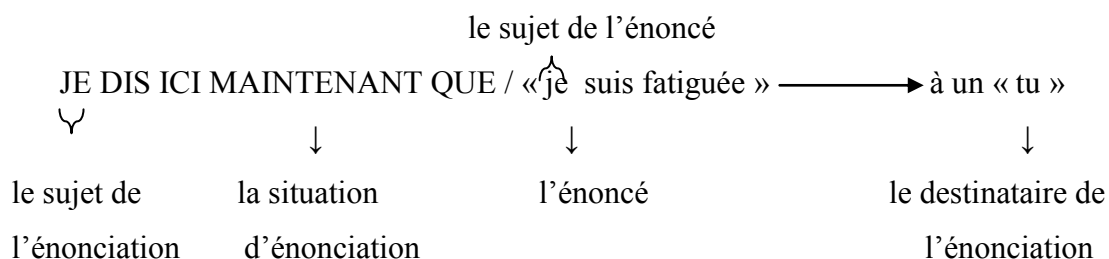 le sujet de l’énoncé
JE DIS ICI MAINTENANT QUE / « je suis fatiguée » → à un « tu »
↓ ↓ ↓
le sujet de la situation l’énoncé le destinataire de
l’énonciation d’énonciation l’énonciation